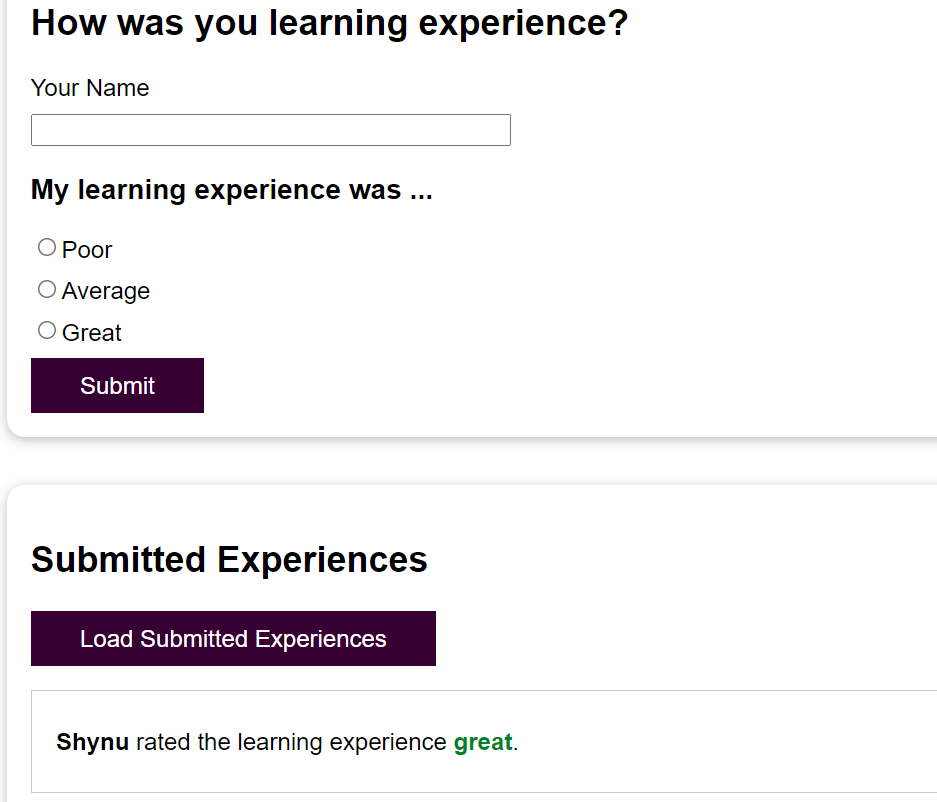 How was you learning experience?
Your Name
My learning experience was ...
Poor
Average
Great
Submit
Submitted Experiences
Load Submitted Experiences
Shynu rated the learning experience great.